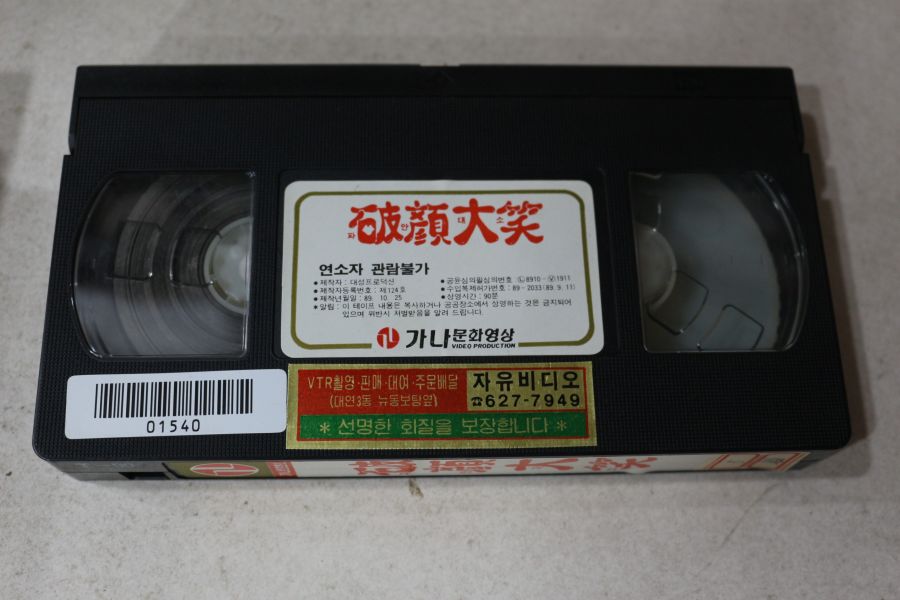 破顔大笑
파 안 대 소
연소자 관람불가
• 제작자 : 대성프로덕션
• 제작자등록번호 : 제124호
• 제작년월일 : 89. 10. 25
• 공윤심의필심의번호 Ⓛ8910-Ⓥ1911
• 수입복제허가번호 : 89-2033(89. 9. 11)
• 상영시간 : 90분
• 알림 : 이 테이프 내용은 복사하거나 공공장소에서 상영하는 것은 금지되어
있으며 위반시 처벌받음을 알려 드립니다.
가나문화영상
VIDEO PRODUCTION
VTR촬영·판매·대여·주문배달
(대연3동 뉴동보탕옆)
자유비디오
☎627-7949
* 선명한 회질을 보장합니다 *
01540
破顔大笑